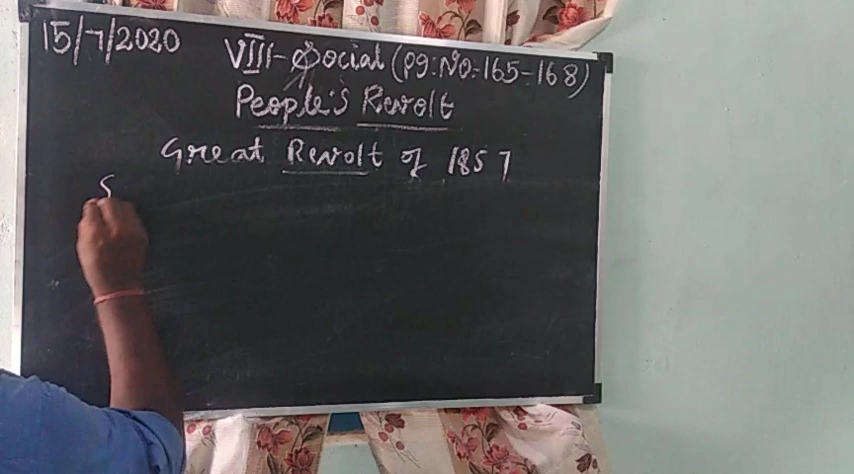 15/7/2020
VIII - Social (pg.No:-165-168)
People's Revolt
Great Revolt of 1857
S